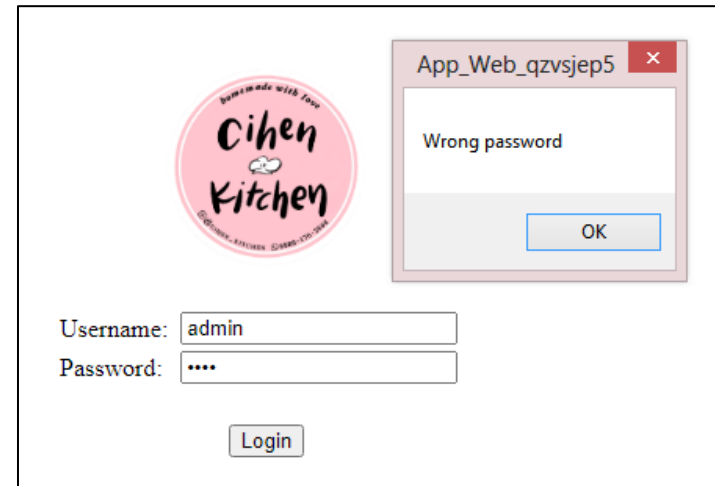 App_Web_qzvsjep5
Wrong password
OK
homemade with love
Cihen
Kitchen
Username: admin
Password: ••••
Login